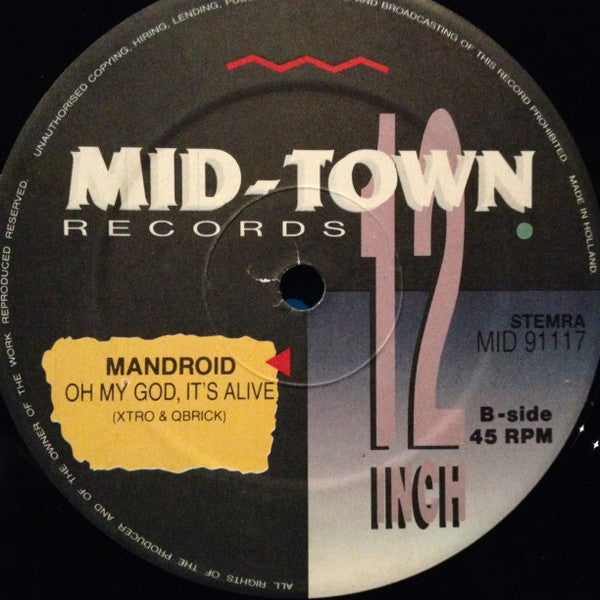 UNAUTHORISED COPYING, HIRING, LENDING, AND BROADCASTING OF THIS RECORD PROHIBITED.
MADE IN HOLLAND.
MID-TOWN
RECORDS
12
INCH
STEMRA
MID 91117
B-side
45 RPM
MANDROID
OH MY GOD, IT'S ALIVE
(XTRO & QBRICK)
ALL RIGHTS OF THE PRODUCER AND OF THE OWNER OF THE WORK REPRODUCED RESERVED.